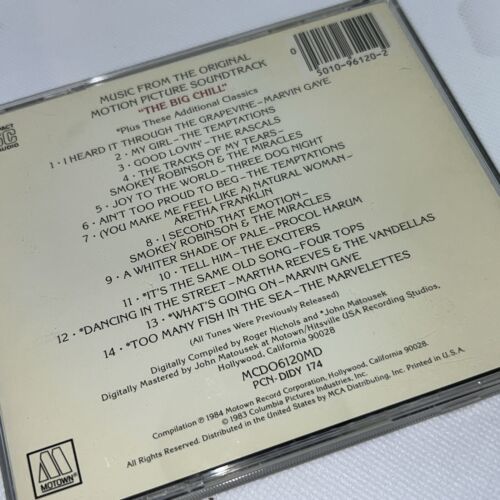 0
5010-96120-2
MUSIC FROM THE ORIGINAL
MOTION PICTURE SOUNDTRACK
"THE BIG CHILL"
*Plus These Additional Classics
1 · I HEARD IT THROUGH THE GRAPEVINE–MARVIN GAYE
2 · MY GIRL–THE TEMPTATIONS
3 · GOOD LOVIN–THE RASCALS
4 · THE TRACKS OF MY TEARS–
SMOKEY ROBINSON & THE MIRACLES
5 · JOY TO THE WORLD–THREE DOG NIGHT
6 · AIN'T TOO PROUD TO BEG–THE TEMPTATIONS
7 · (YOU MAKE ME FEEL LIKE A) NATURAL WOMAN–
ARETHA FRANKLIN
8 · I SECOND THAT EMOTION–
SMOKEY ROBINSON & THE MIRACLES
9 · A WHITER SHADE OF PALE–PROCOL HARUM
10 · TELL HIM–THE EXCITERS
11 · *IT'S THE SAME OLD SONG–FOUR TOPS
12 · *DANCING IN THE STREET–MARTHA REEVES & THE VANDELLAS
13 · *WHAT'S GOING ON–MARVIN GAYE
14 · *TOO MANY FISH IN THE SEA–THE MARVELETTES
(All Tunes Were Previously Released)
Digitally Compiled by Roger Nichols and *John Matousek
Digitally Mastered by John Matousek at Motown/Hitsville USA Recording Studios,
Hollywood, California 90028.
MCDO6120MD
PCN-DIDY 174
Compilation ℗ 1984 Motown Record Corporation, Hollywood, California 90028.
© 1983 Columbia Pictures Industries, Inc.
All Rights Reserved. Distributed in the United States by MCA Distributing, Inc. Printed in U.S.A.
M
MOTOWN